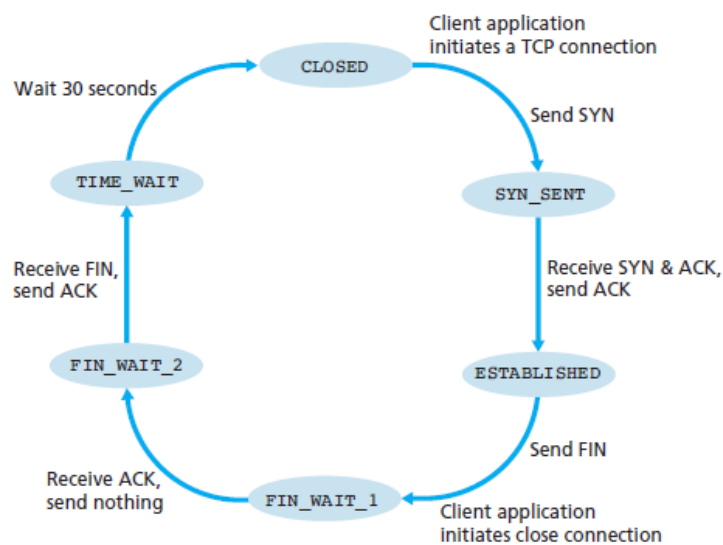 Client application
initiates a TCP connection
CLOSED
Wait 30 seconds
Send SYN
TIME_WAIT
SYN_SENT
Receive FIN,
send ACK
Receive SYN & ACK,
send ACK
FIN_WAIT_2
ESTABLISHED
Send FIN
Receive ACK,
send nothing
FIN_WAIT_1
Client application
initiates close connection